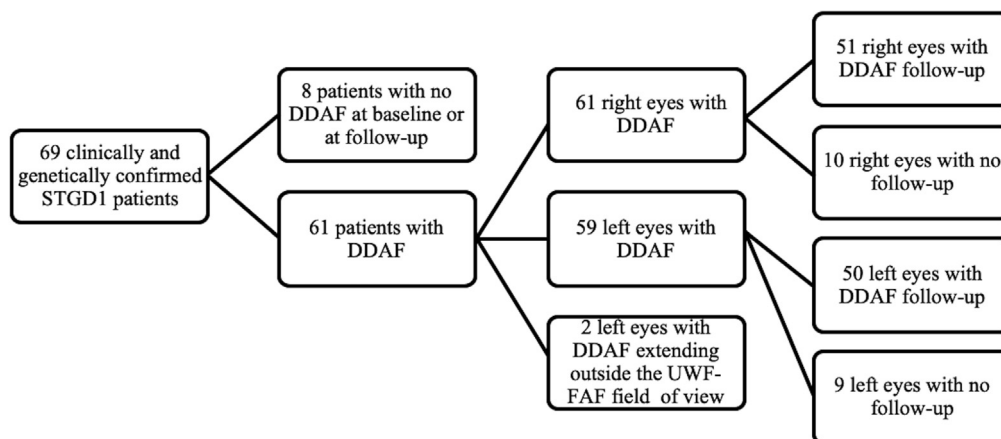 69 clinically and
genetically confirmed
STGD1 patients
8 patients with no
DDAF at baseline or
at follow-up
61 patients with
DDAF
61 right eyes with
DDAF
59 left eyes with
DDAF
2 left eyes with
DDAF extending
outside the UWF-
FAF field of view
51 right eyes with
DDAF follow-up
10 right eyes with no
follow-up
50 left eyes with
DDAF follow-up
9 left eyes with no
follow-up